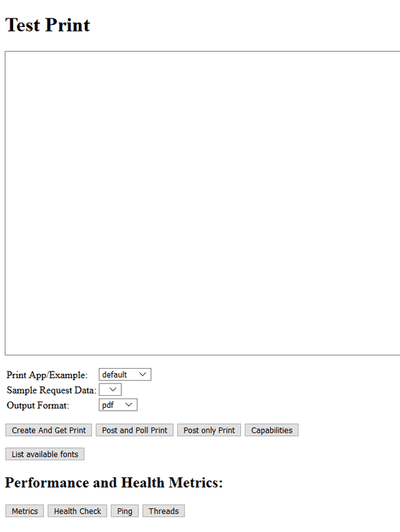 Test Print
Print App/Example: default
Sample Request Data:
Output Format: pdf
Create And Get Print Post and Poll Print Post only Print Capabilities
List available fonts
Performance and Health Metrics:
Metrics Health Check Ping Threads